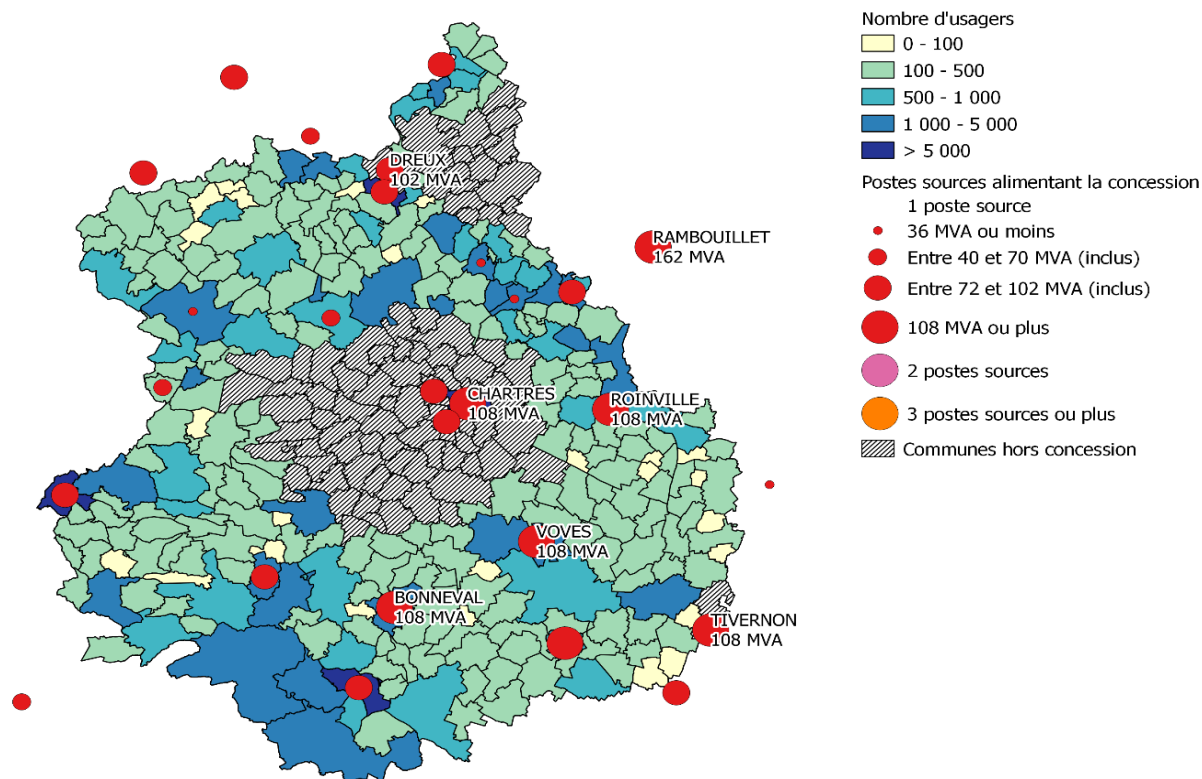 DREUX
102 MVA
RAMBOUILLET
162 MVA
CHARTRES
108 MVA
ROINVILLE
108 MVA
VOVES
108 MVA
BONNEVAL
108 MVA
TIVERNON
108 MVA
Nombre d'usagers
0 - 100
100 - 500
500 - 1 000
1 000 - 5 000
> 5 000
Postes sources alimentant la concession
1 poste source
36 MVA ou moins
Entre 40 et 70 MVA (inclus)
Entre 72 et 102 MVA (inclus)
108 MVA ou plus
2 postes sources
3 postes sources ou plus
Communes hors concession